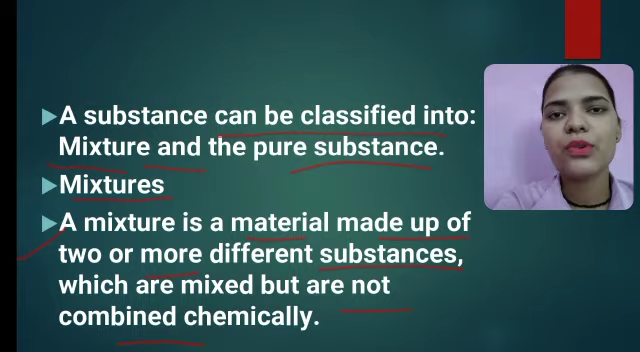 A substance can be classified into:
Mixture and the pure substance.
Mixtures
A mixture is a material made up of
two or more different substances,
which are mixed but are not
combined chemically.